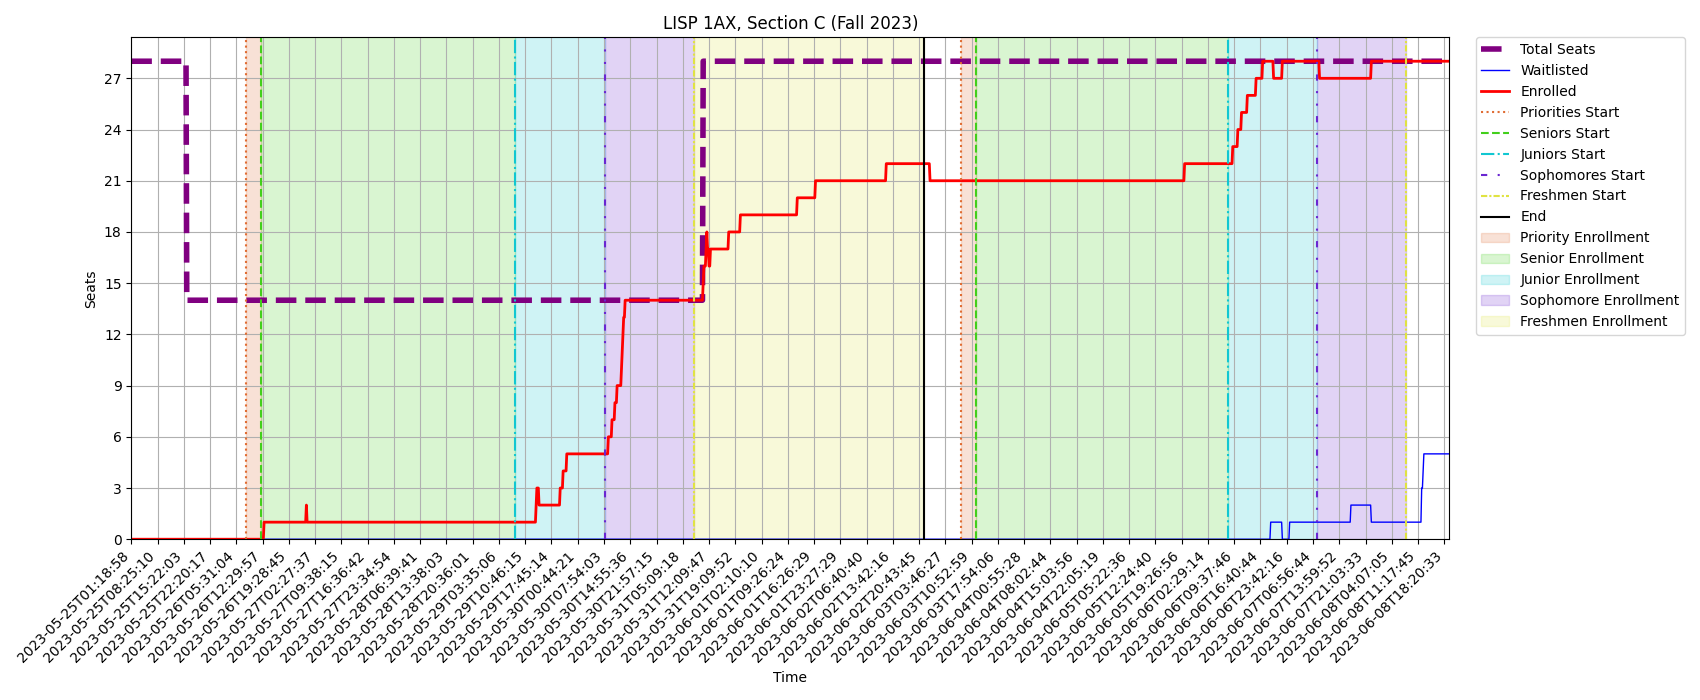 LISP 1AX, Section C (Fall 2023)
Seats
27
24
21
18
15
12
9
6
3
0
2023-05-25T01:18:58
2023-05-25T08:25:10
2023-05-25T15:22:03
2023-05-25T22:20:17
2023-05-26T05:31:04
2023-05-26T12:29:57
2023-05-26T19:28:45
2023-05-27T02:27:37
2023-05-27T09:38:15
2023-05-27T16:36:42
2023-05-27T23:34:54
2023-05-28T06:39:41
2023-05-28T13:38:03
2023-05-28T20:36:01
2023-05-29T03:35:06
2023-05-29T10:46:15
2023-05-29T17:45:14
2023-05-30T00:44:21
2023-05-30T07:54:03
2023-05-30T14:55:36
2023-05-30T21:57:15
2023-05-31T05:09:18
2023-05-31T12:09:47
2023-05-31T19:09:52
2023-06-01T02:10:10
2023-06-01T09:26:24
2023-06-01T16:26:29
2023-06-01T23:27:29
2023-06-02T06:40:40
2023-06-02T13:42:16
2023-06-02T20:43:45
2023-06-03T03:46:27
2023-06-03T10:52:59
2023-06-03T17:54:06
2023-06-04T00:55:28
2023-06-04T08:02:44
2023-06-04T15:03:56
2023-06-04T22:05:19
2023-06-05T05:22:36
2023-06-05T12:24:40
2023-06-05T19:26:56
2023-06-06T02:29:14
2023-06-06T09:37:46
2023-06-06T16:40:44
2023-06-06T23:42:16
2023-06-07T06:56:44
2023-06-07T13:59:52
2023-06-07T21:03:33
2023-06-08T04:07:05
2023-06-08T11:17:45
2023-06-08T18:20:33
Time
Total Seats
Waitlisted
Enrolled
Priorities Start
Seniors Start
Juniors Start
Sophomores Start
Freshmen Start
End
Priority Enrollment
Senior Enrollment
Junior Enrollment
Sophomore Enrollment
Freshmen Enrollment